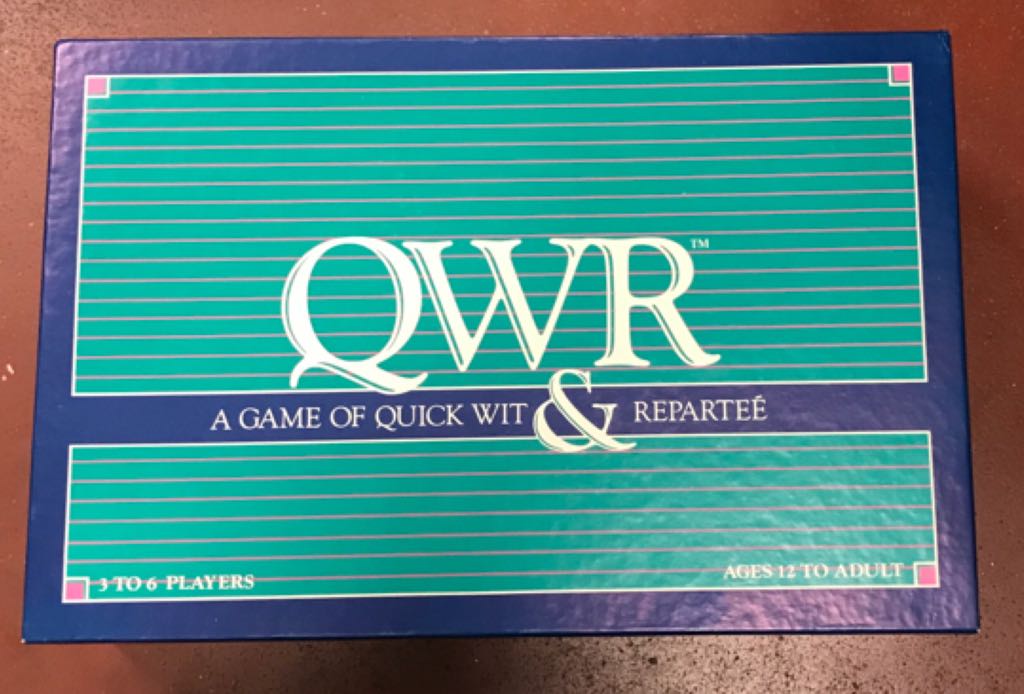 QWR™
A GAME OF QUICK WIT & REPARTEÉ
3 TO 6 PLAYERS
AGES 12 TO ADULT